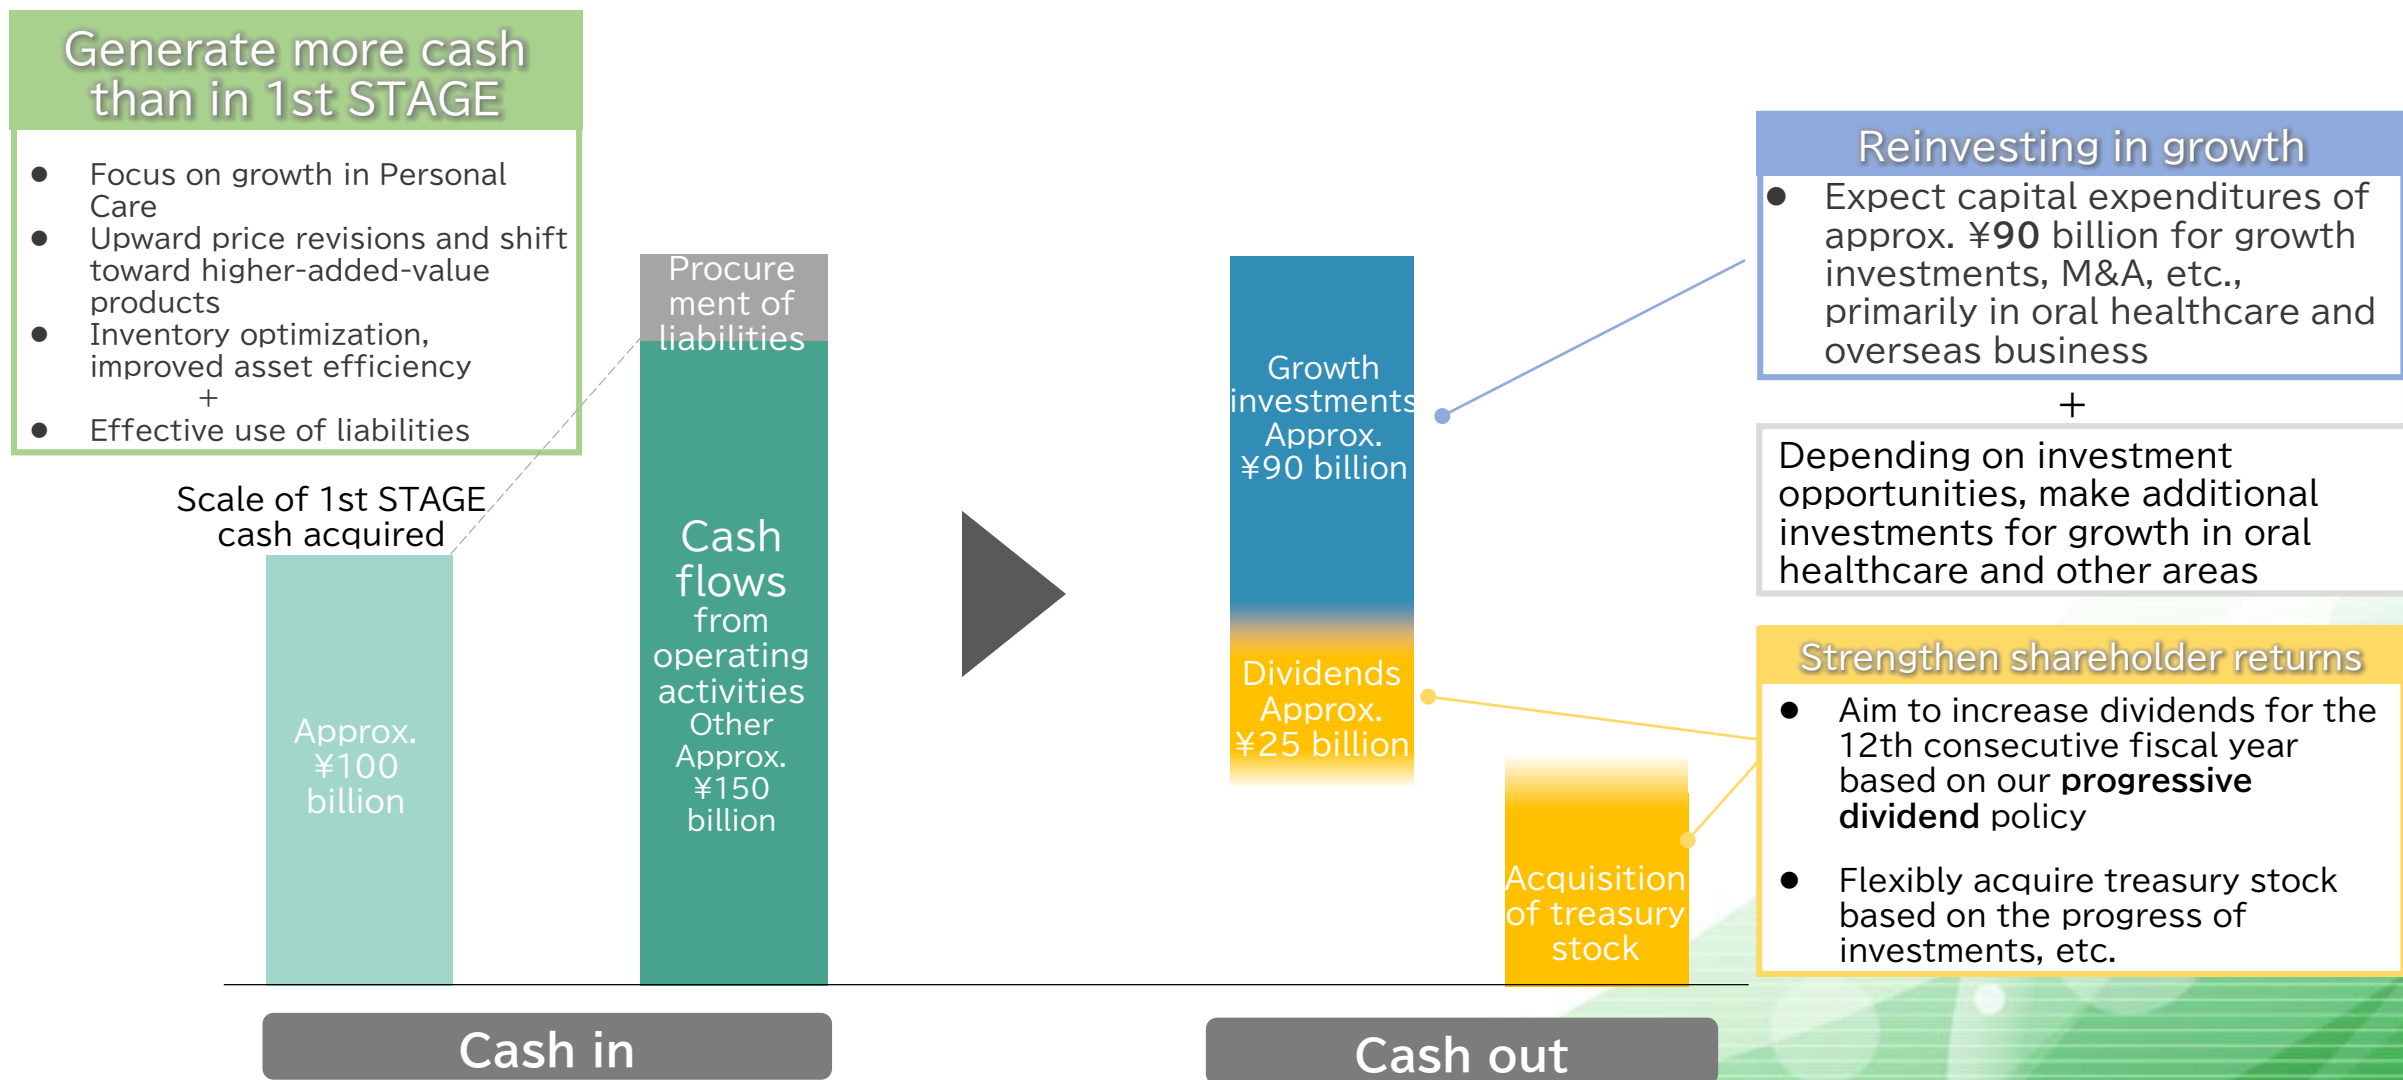 Generate more cash
than in 1st STAGE
● Focus on growth in Personal
Care
● Upward price revisions and shift
toward higher-added-value
products
● Inventory optimization,
improved asset efficiency
+
● Effective use of liabilities
Scale of 1st STAGE
cash acquired
Approx.
¥100
billion
Procure
ment of
liabilities
Cash
flows
from
operating
activities
Other
Approx.
¥150
billion
Cash in
Growth
investments
Approx.
¥90 billion
Dividends
Approx.
¥25 billion
Acquisition
of treasury
stock
Cash out
Reinvesting in growth
● Expect capital expenditures of
approx. ¥90 billion for growth
investments, M&A, etc.,
primarily in oral healthcare and
overseas business
+
Depending on investment
opportunities, make additional
investments for growth in oral
healthcare and other areas
Strengthen shareholder returns
● Aim to increase dividends for the
12th consecutive fiscal year
based on our progressive
dividend policy
● Flexibly acquire treasury stock
based on the progress of
investments, etc.